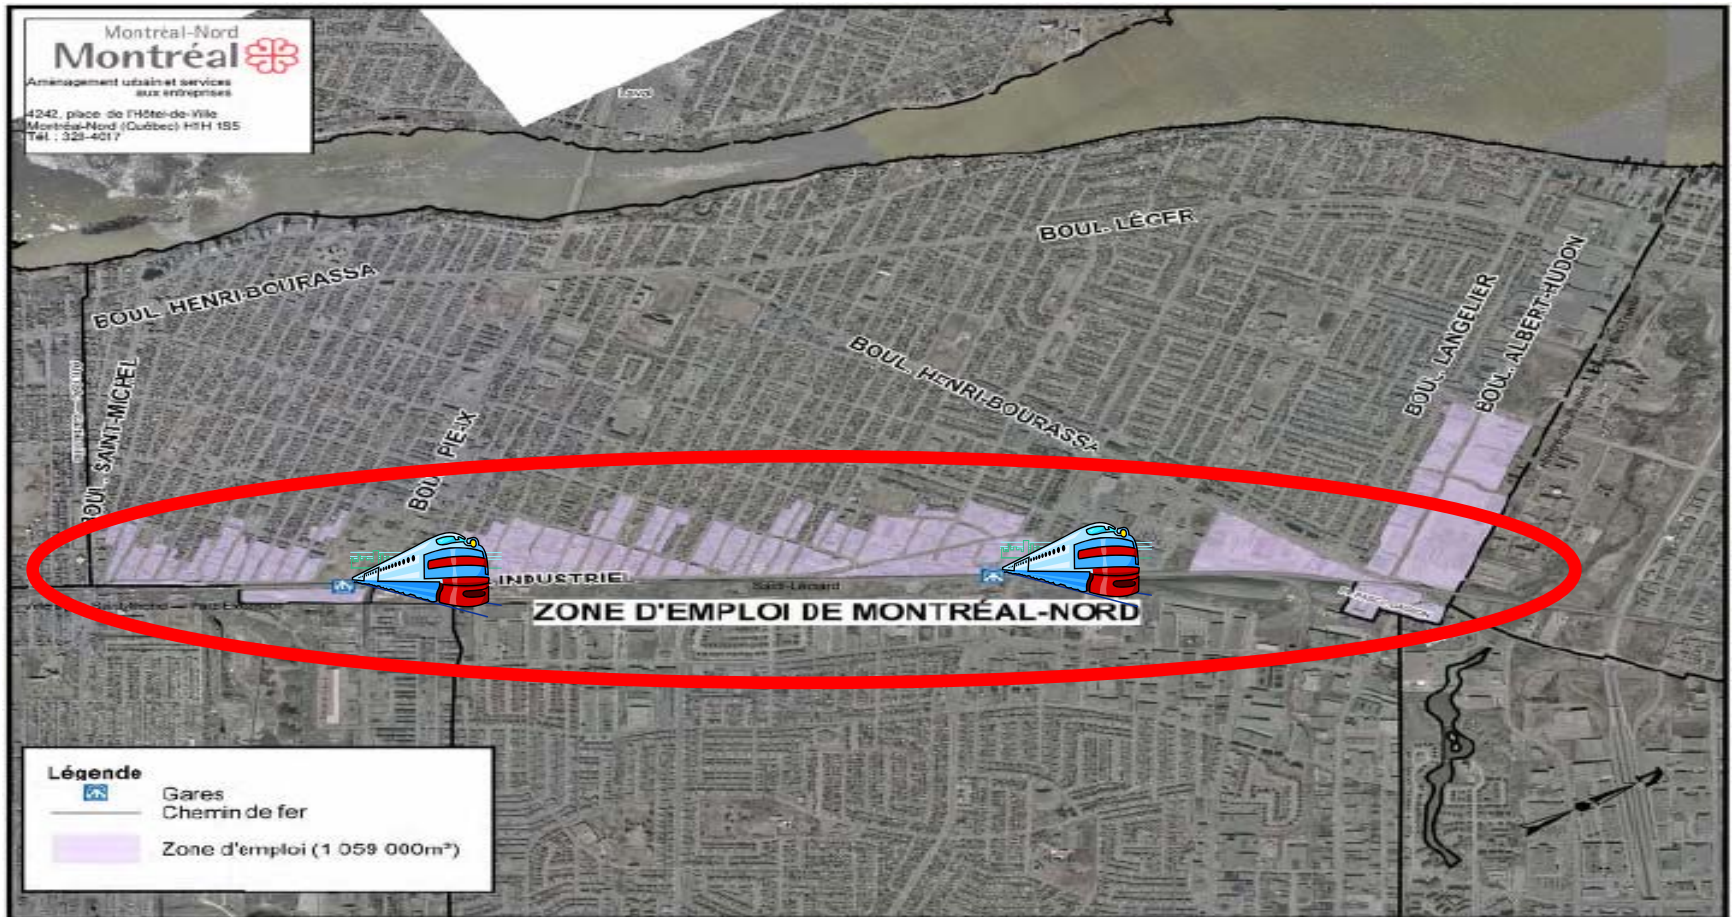 Montréal-Nord
Montréal
Aménagement urbain et services
aux entreprises
4242, place de l'Hôtel-de-Ville
Montréal-Nord (Québec) H1H 1S5
Tél. : 328-4017
Laval
BOUL. LÉGER
BOUL. HENRI-BOURASSA
BOUL. LANGELIER
BOUL. ALBERT-HUDON
BOUL. HENRI-BOURASSA
BOUL. SAINT-MICHEL
BOUL. PIE-IX
INDUSTRIEL
Saint-Léonard
ZONE D'EMPLOI DE MONTRÉAL-NORD
Légende
Gares
Chemin de fer
Zone d'emploi (1 059 000m²)